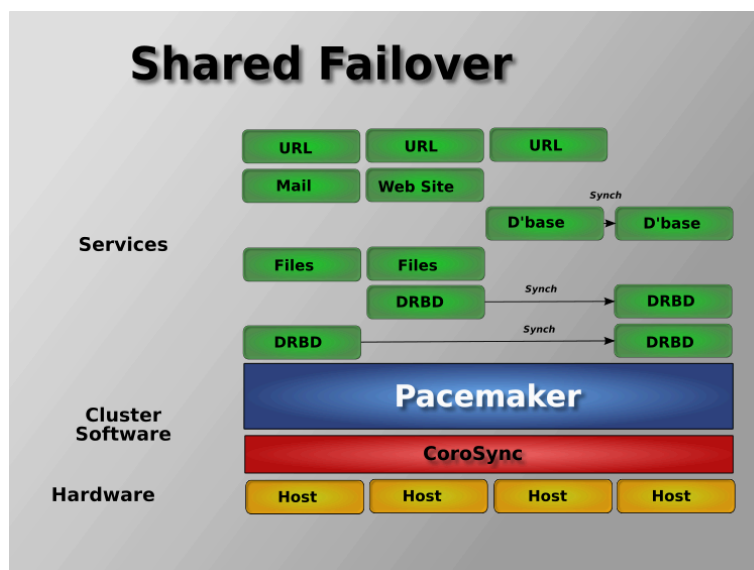 Shared Failover
URL URL URL
Mail Web Site
Synch
Services
D'base D'base
Files Files
Synch
DRBD DRBD
Synch
DRBD DRBD
Pacemaker
Cluster
Software
CoroSync
Hardware
Host Host Host Host